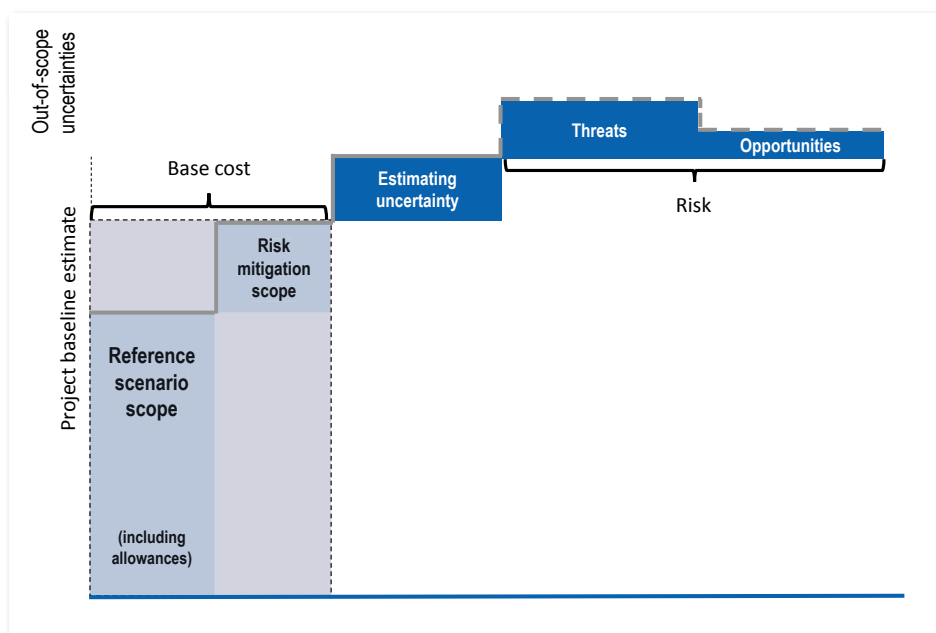 Out-of-scope
uncertainties
Project baseline estimate
Base cost
Threats
Opportunities
Estimating
uncertainty
Risk
Risk
mitigation
scope
Reference
scenario
scope
(including
allowances)